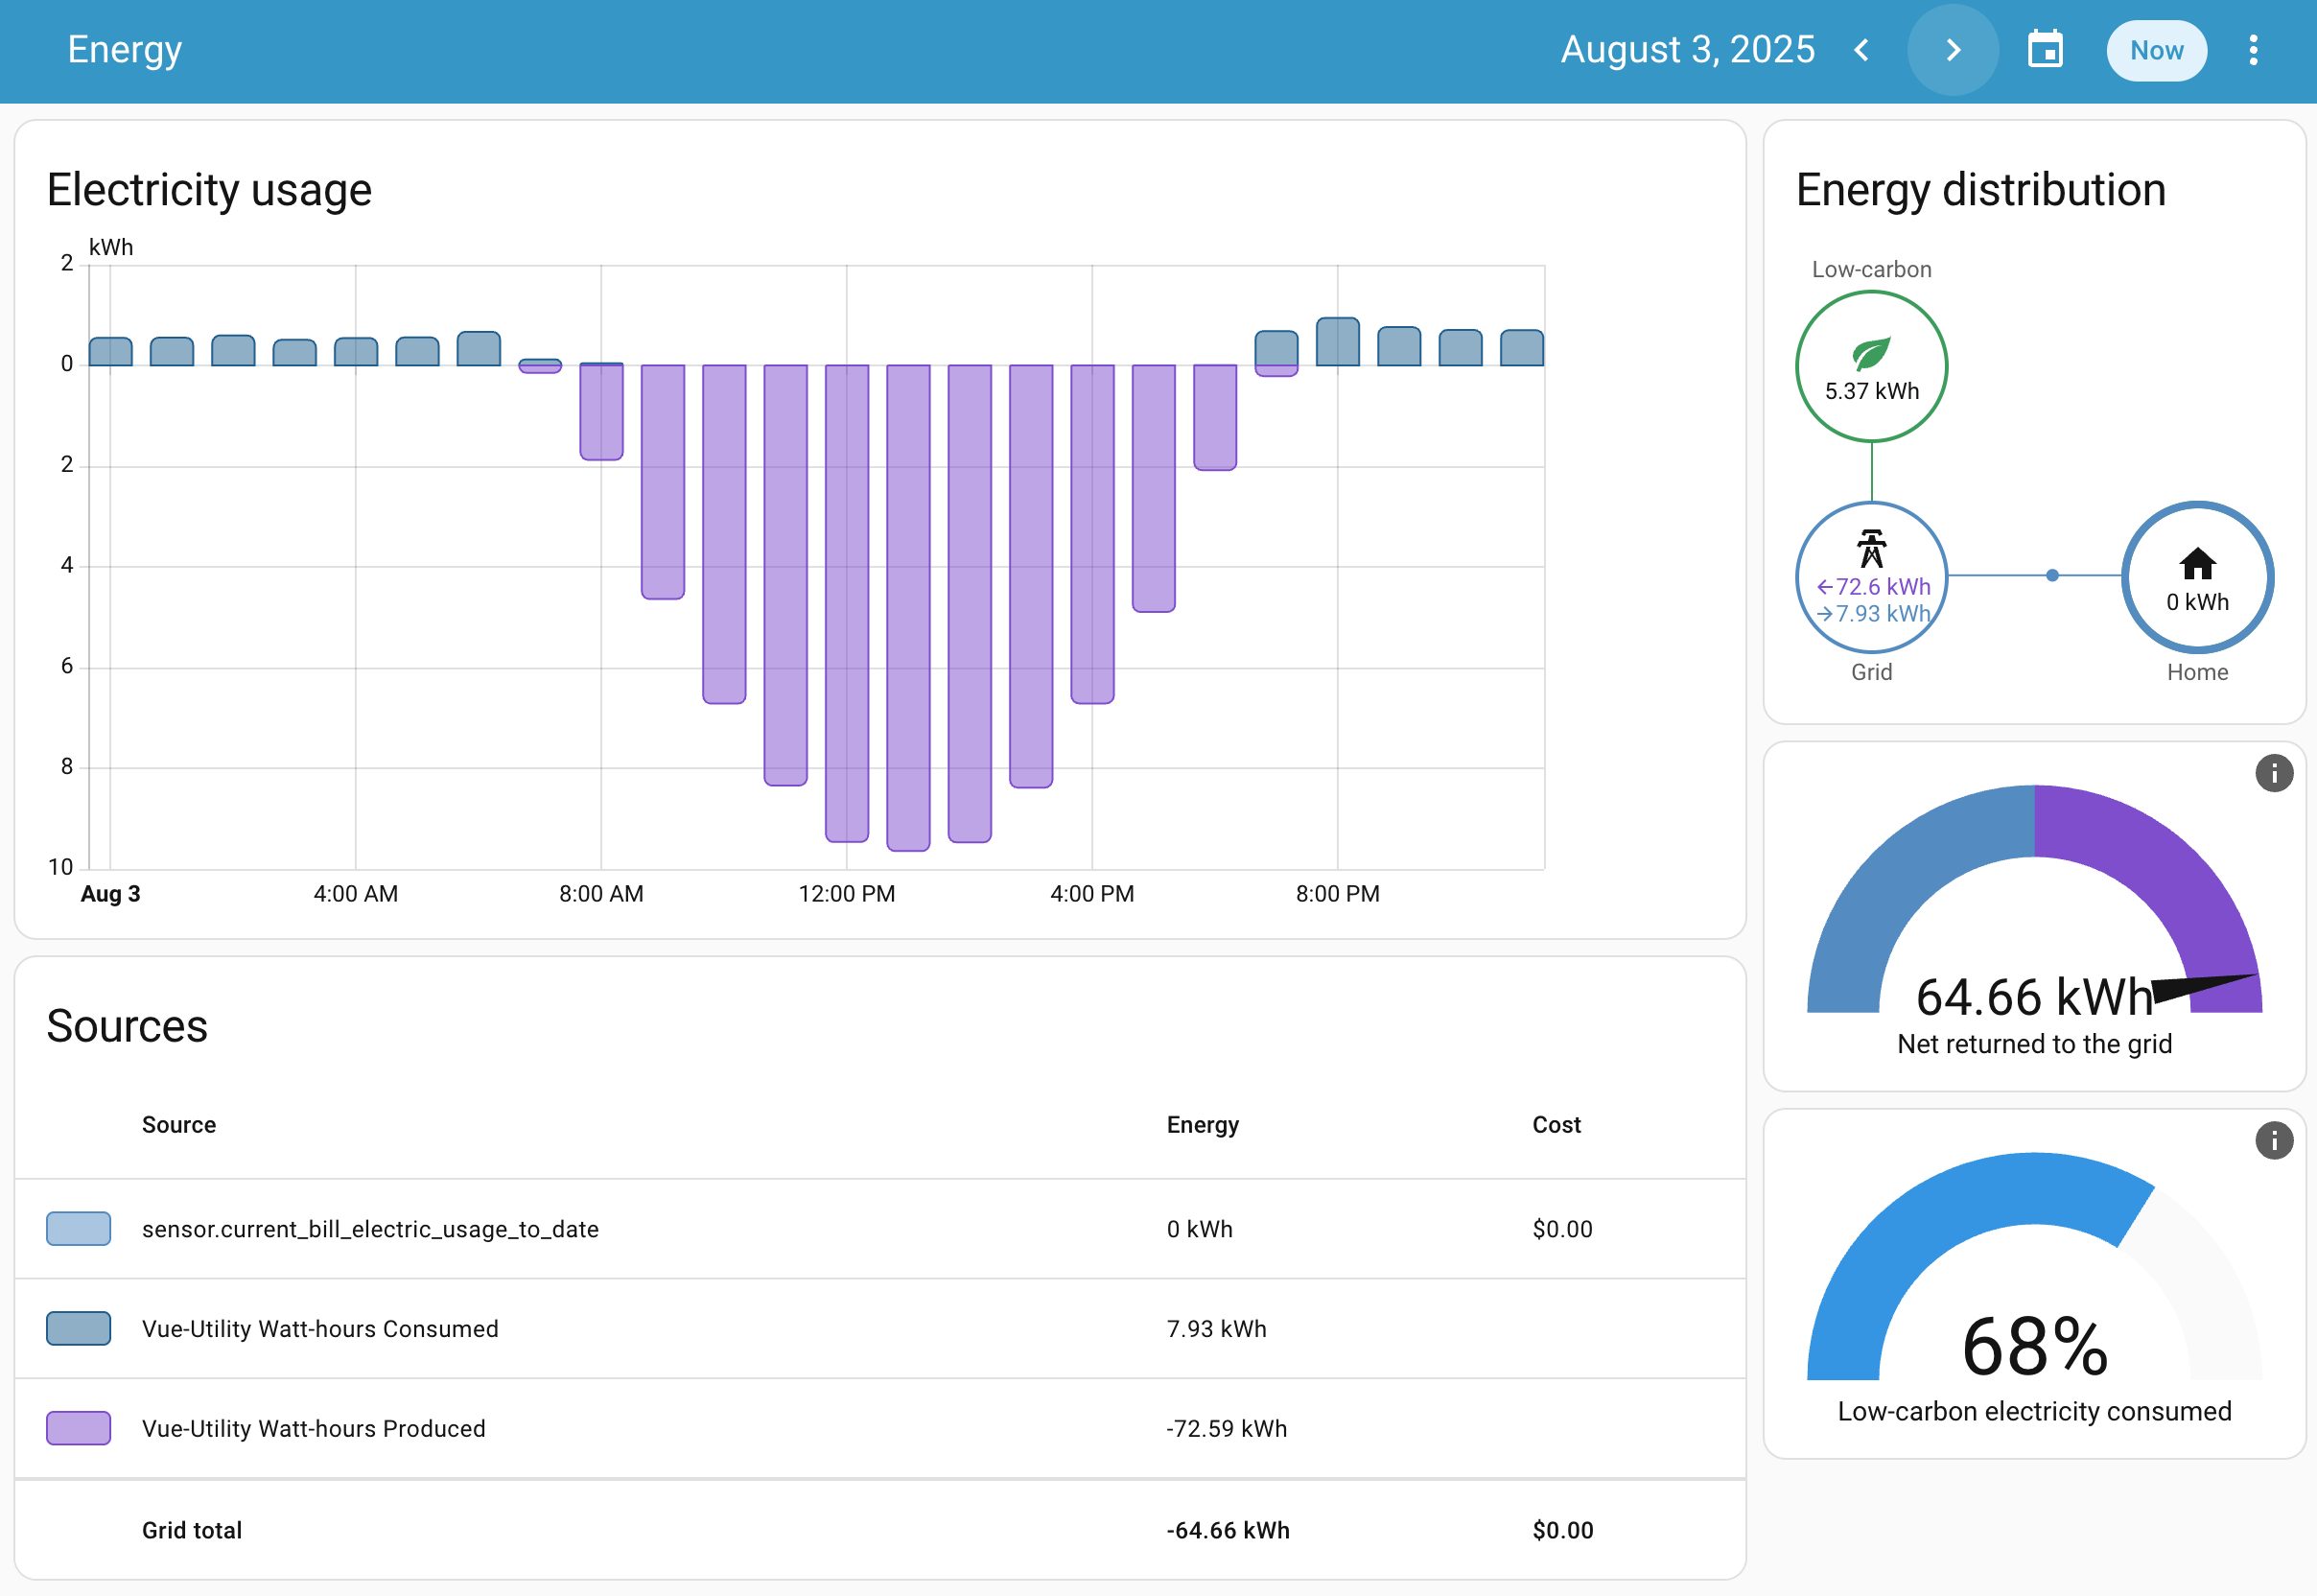 Energy
August 3, 2025
Now
Electricity usage
kWh
2
0
2
4
6
8
10
Aug 3
4:00 AM
8:00 AM
12:00 PM
4:00 PM
8:00 PM
Energy distribution
Low-carbon
5.37 kWh
←72.6 kWh
→7.93 kWh
Grid
0 kWh
Home
64.66 kWh
Net returned to the grid
68%
Low-carbon electricity consumed
Sources
Source Energy Cost
sensor.current_bill_electric_usage_to_date 0 kWh $0.00
Vue-Utility Watt-hours Consumed 7.93 kWh
Vue-Utility Watt-hours Produced -72.59 kWh
Grid total -64.66 kWh $0.00